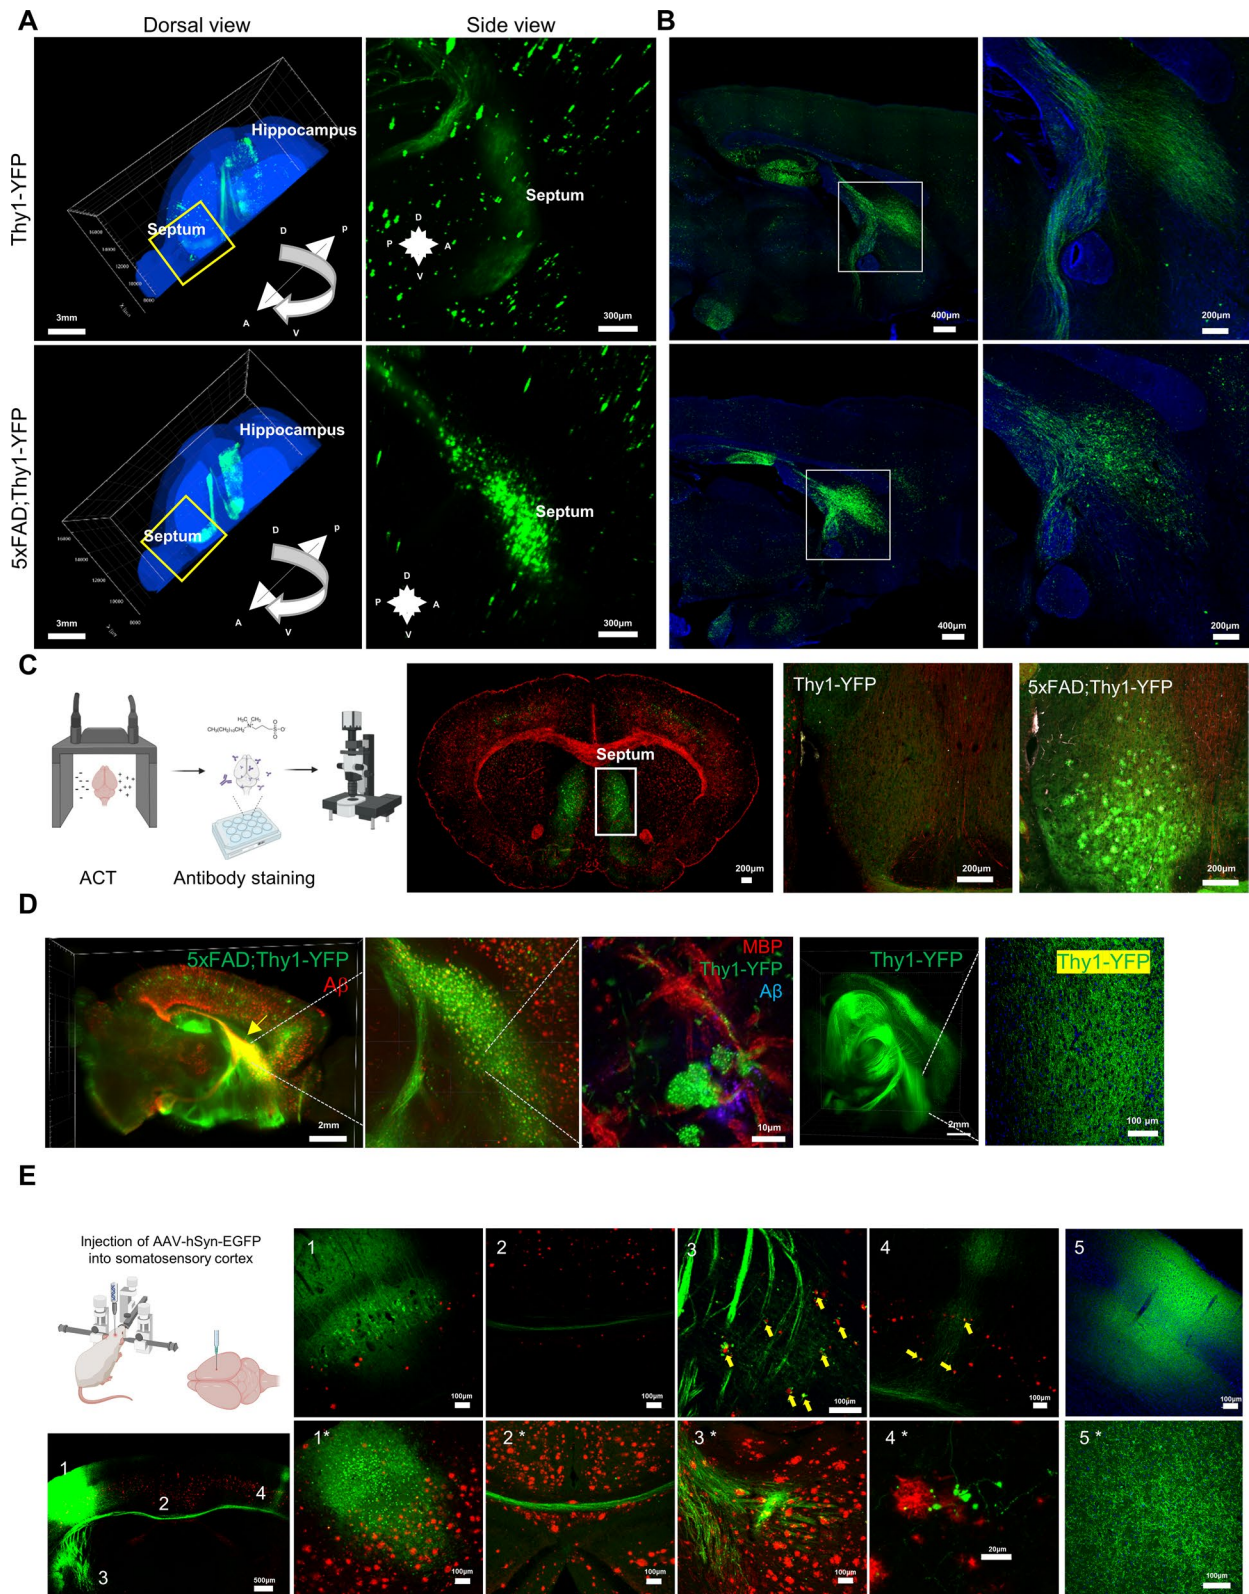 A
Dorsal view
Side view
B
Thy1-YFP
Hippocampus
Septum
D
P
A
V
3mm
Septum
D
P
A
V
300µm
400µm
200µm
5xFAD;Thy1-YFP
Hippocampus
Septum
D
P
A
V
3mm
Septum
D
P
A
V
300µm
400µm
200µm
C
ACT
Antibody staining
Septum
200µm
Thy1-YFP
200µm
5xFAD;Thy1-YFP
200µm
D
5xFAD;Thy1-YFP
Aβ
2mm
MBP
Thy1-YFP
Aβ
10µm
Thy1-YFP
2mm
Thy1-YFP
100 µm
E
Injection of AAV-hSyn-EGFP
into somatosensory cortex
1
100µm
2
100µm
3
100µm
4
100µm
5
100µm
1
2
4
3
500µm
1*
100µm
2 *
100µm
3 *
100µm
4 *
20µm
5 *
100µm